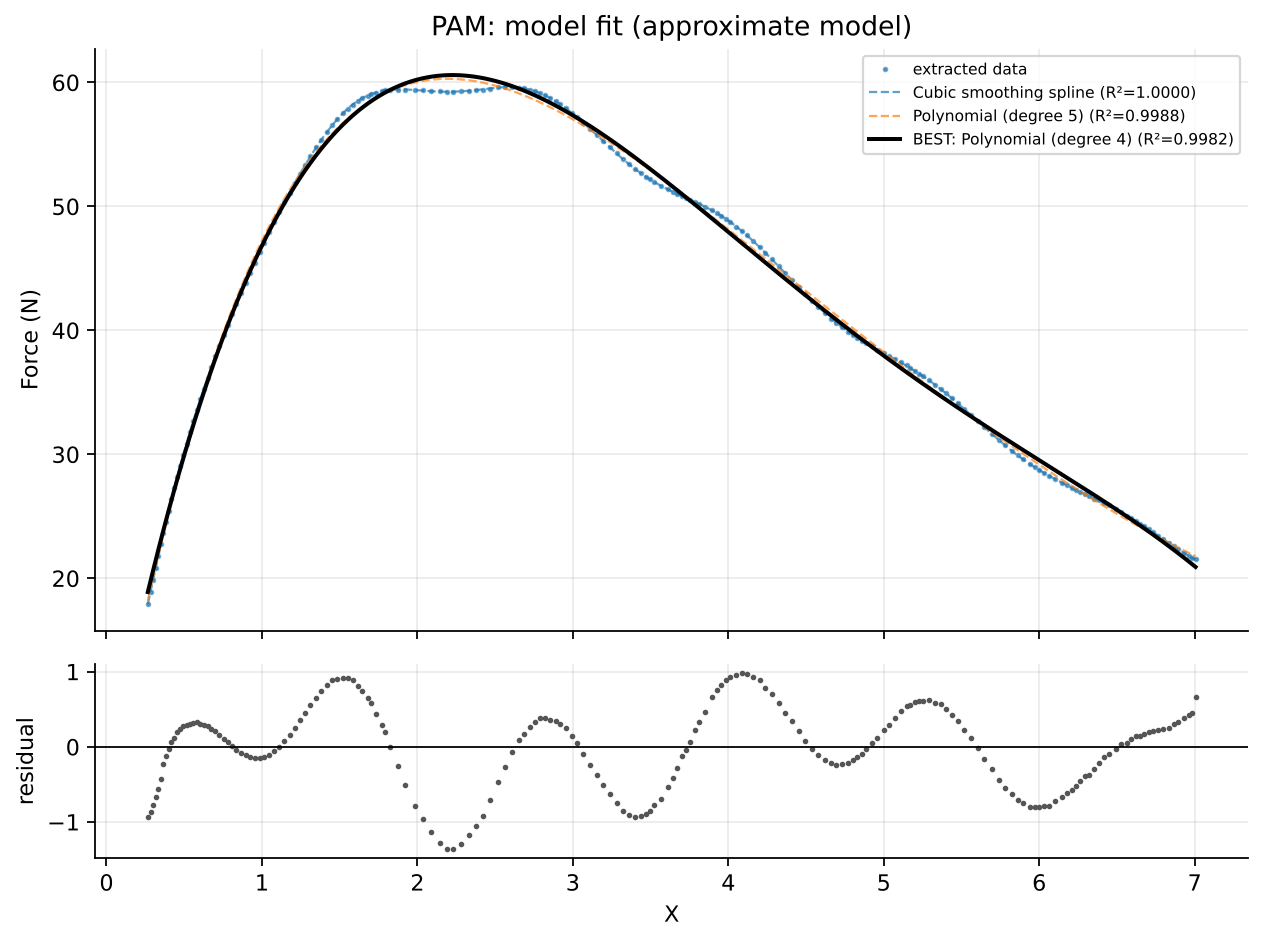 PAM: model fit (approximate model)
extracted data
Cubic smoothing spline (R²=1.0000)
Polynomial (degree 5) (R²=0.9988)
BEST: Polynomial (degree 4) (R²=0.9982)
60
50
40
30
20
Force (N)
1
0
−1
residual
0 1 2 3 4 5 6 7
X